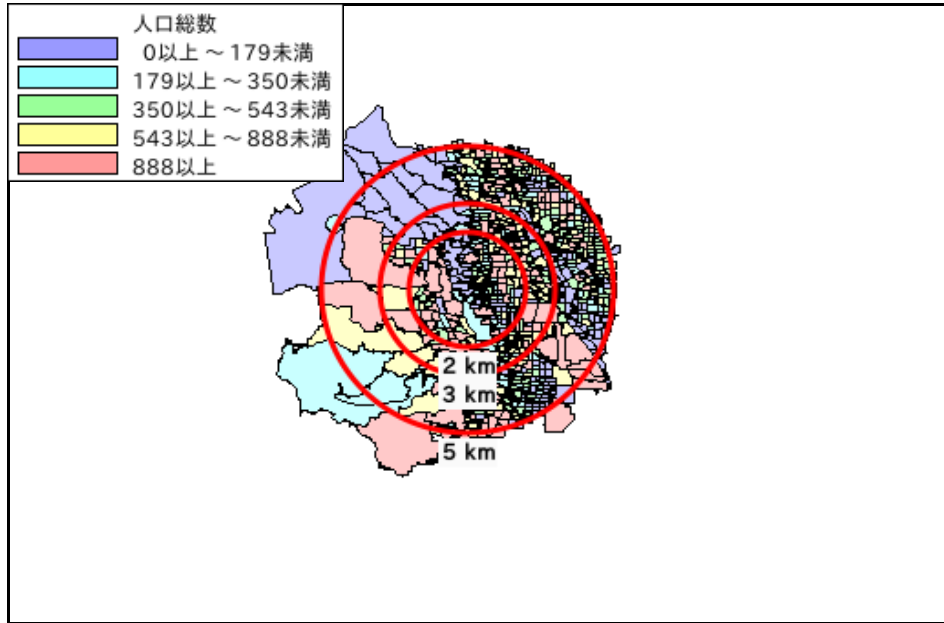 人口総数
0以上 ~ 179未満
179以上 ~ 350未満
350以上 ~ 543未満
543以上 ~ 888未満
888以上
2 km
3 km
5 km